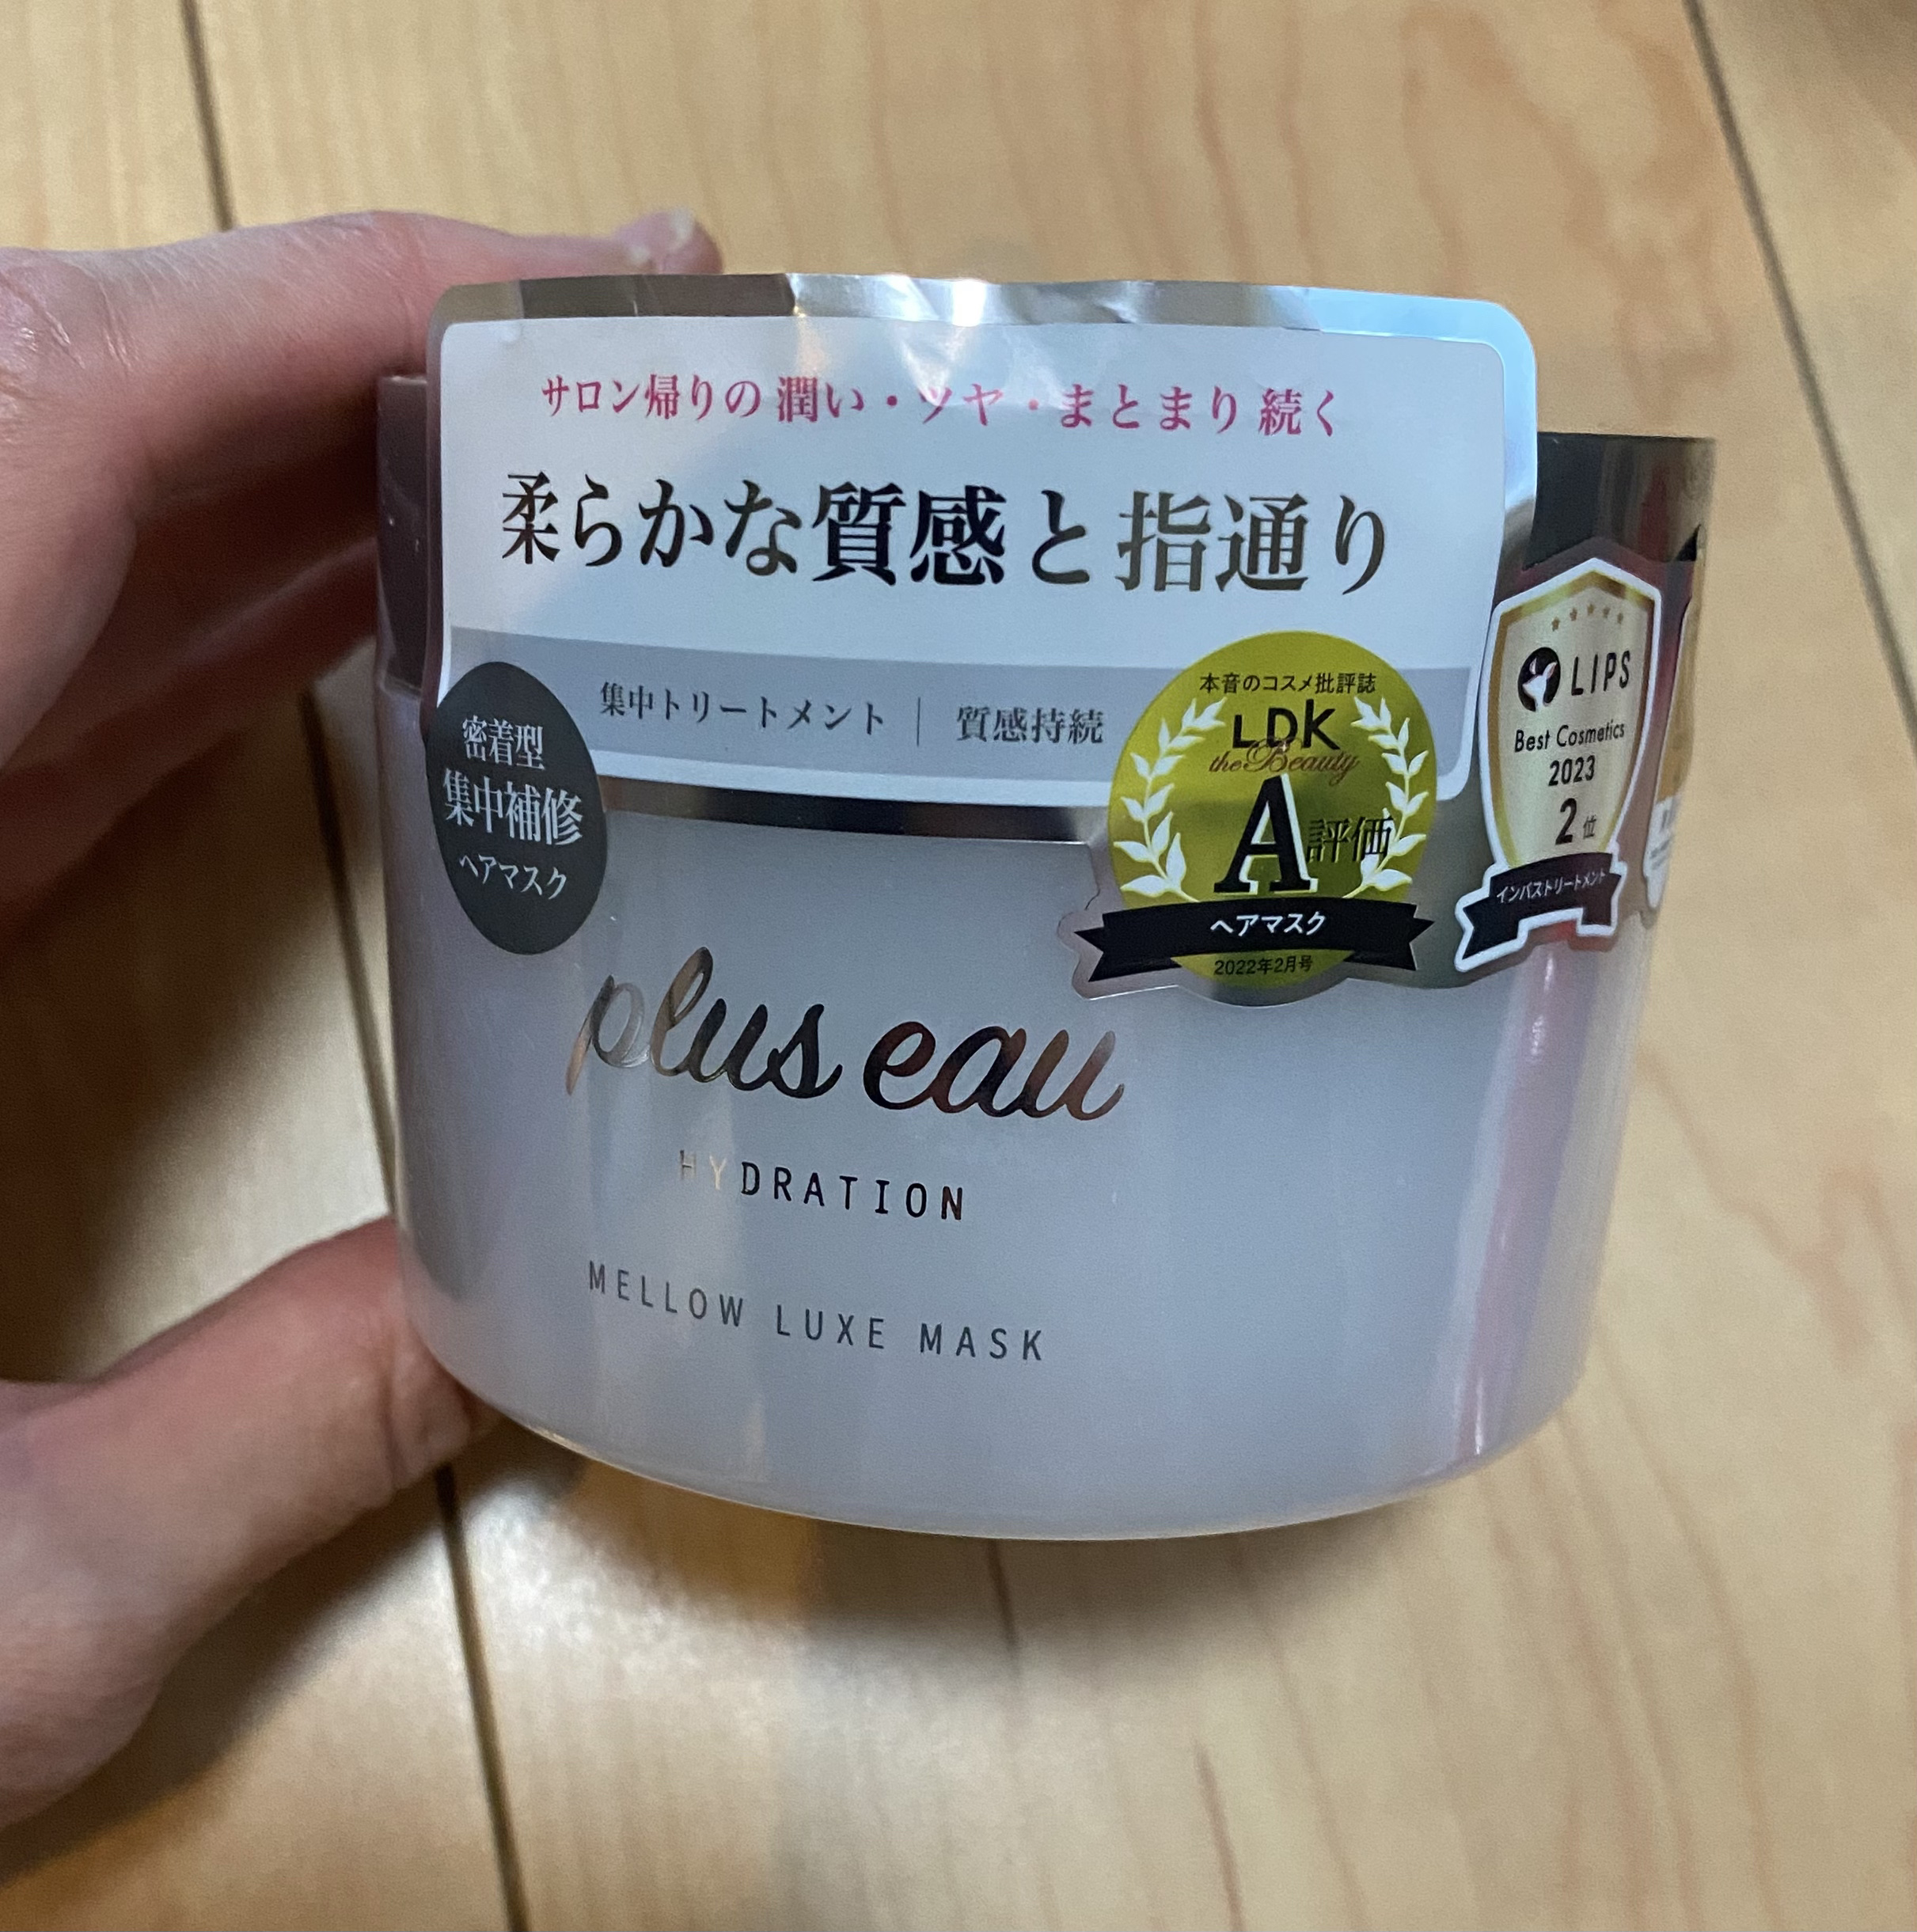 サロン帰りの潤い・ツヤ・まとまり続く
柔らかな質感と指通り
集中トリートメント｜質感持続
密着型
集中補修
ヘアマスク
本音のコスメ批評誌
LDK
the Beauty
A評価
ヘアマスク
2022年2月号
LIPS
Best Cosmetics
2023
2位
インバストリートメント
plus eau
HYDRATION
MELLOW LUXE MASK